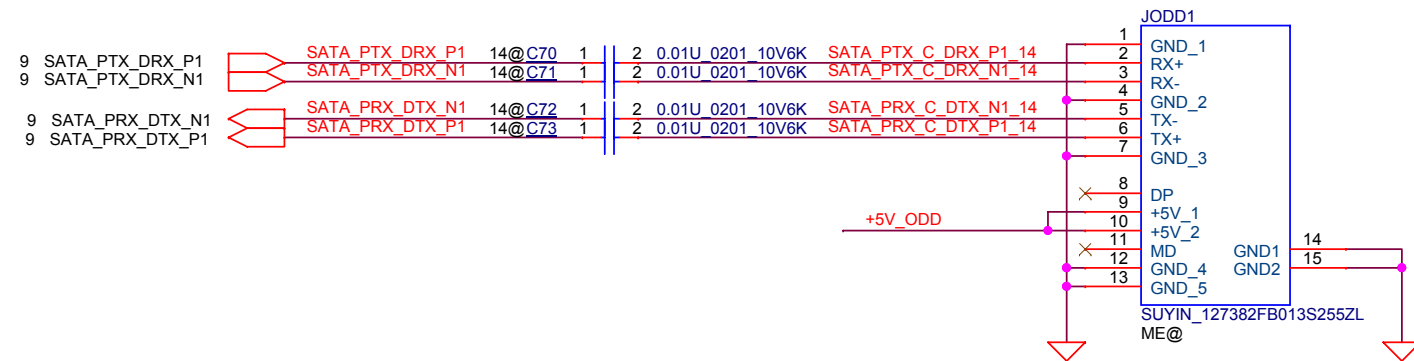 JODD1
9 SATA_PTX_DRX_P1 SATA_PTX_DRX_P1 14@C70 1 2 0.01U_0201_10V6K SATA_PTX_C_DRX_P1_14
9 SATA_PTX_DRX_N1 SATA_PTX_DRX_N1 14@C71 1 2 0.01U_0201_10V6K SATA_PTX_C_DRX_N1_14
9 SATA_PRX_DTX_N1 SATA_PRX_DTX_N1 14@C72 1 2 0.01U_0201_10V6K SATA_PRX_C_DTX_N1_14
9 SATA_PRX_DTX_P1 SATA_PRX_DTX_P1 14@C73 1 2 0.01U_0201_10V6K SATA_PRX_C_DTX_P1_14
+5V_ODD
1 GND_1
2 RX+
3 RX-
4 GND_2
5 TX-
6 TX+
7 GND_3
8 DP
9 +5V_1
10 +5V_2
11 MD GND1 14
12 GND_4 GND2 15
13 GND_5
SUYIN_127382FB013S255ZL
ME@